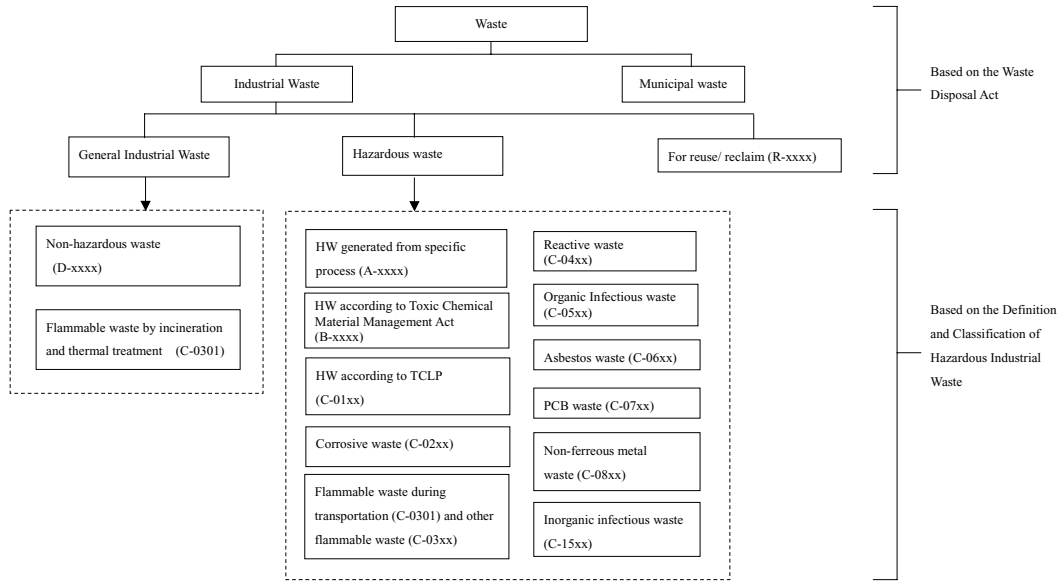 Waste
Industrial Waste
Municipal waste
Based on the Waste
Disposal Act
General Industrial Waste
Hazardous waste
For reuse/ reclaim (R-xxxx)
Non-hazardous waste
(D-xxxx)
Flammable waste by incineration
and thermal treatment (C-0301)
HW generated from specific
process (A-xxxx)
HW according to Toxic Chemical
Material Management Act
(B-xxxx)
HW according to TCLP
(C-01xx)
Corrosive waste (C-02xx)
Flammable waste during
transportation (C-0301) and other
flammable waste (C-03xx)
Reactive waste
(C-04xx)
Organic Infectious waste
(C-05xx)
Asbestos waste (C-06xx)
PCB waste (C-07xx)
Non-ferreous metal
waste (C-08xx)
Inorganic infectious waste
(C-15xx)
Based on the Definition
and Classification of
Hazardous Industrial
Waste